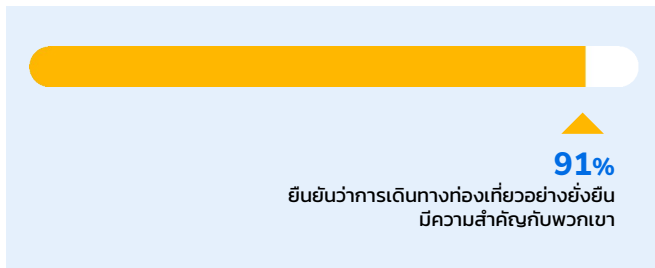 91%
ยืนยันว่าการเดินทางท่องเที่ยวอย่างยั่งยืน
มีความสำคัญกับพวกเขา